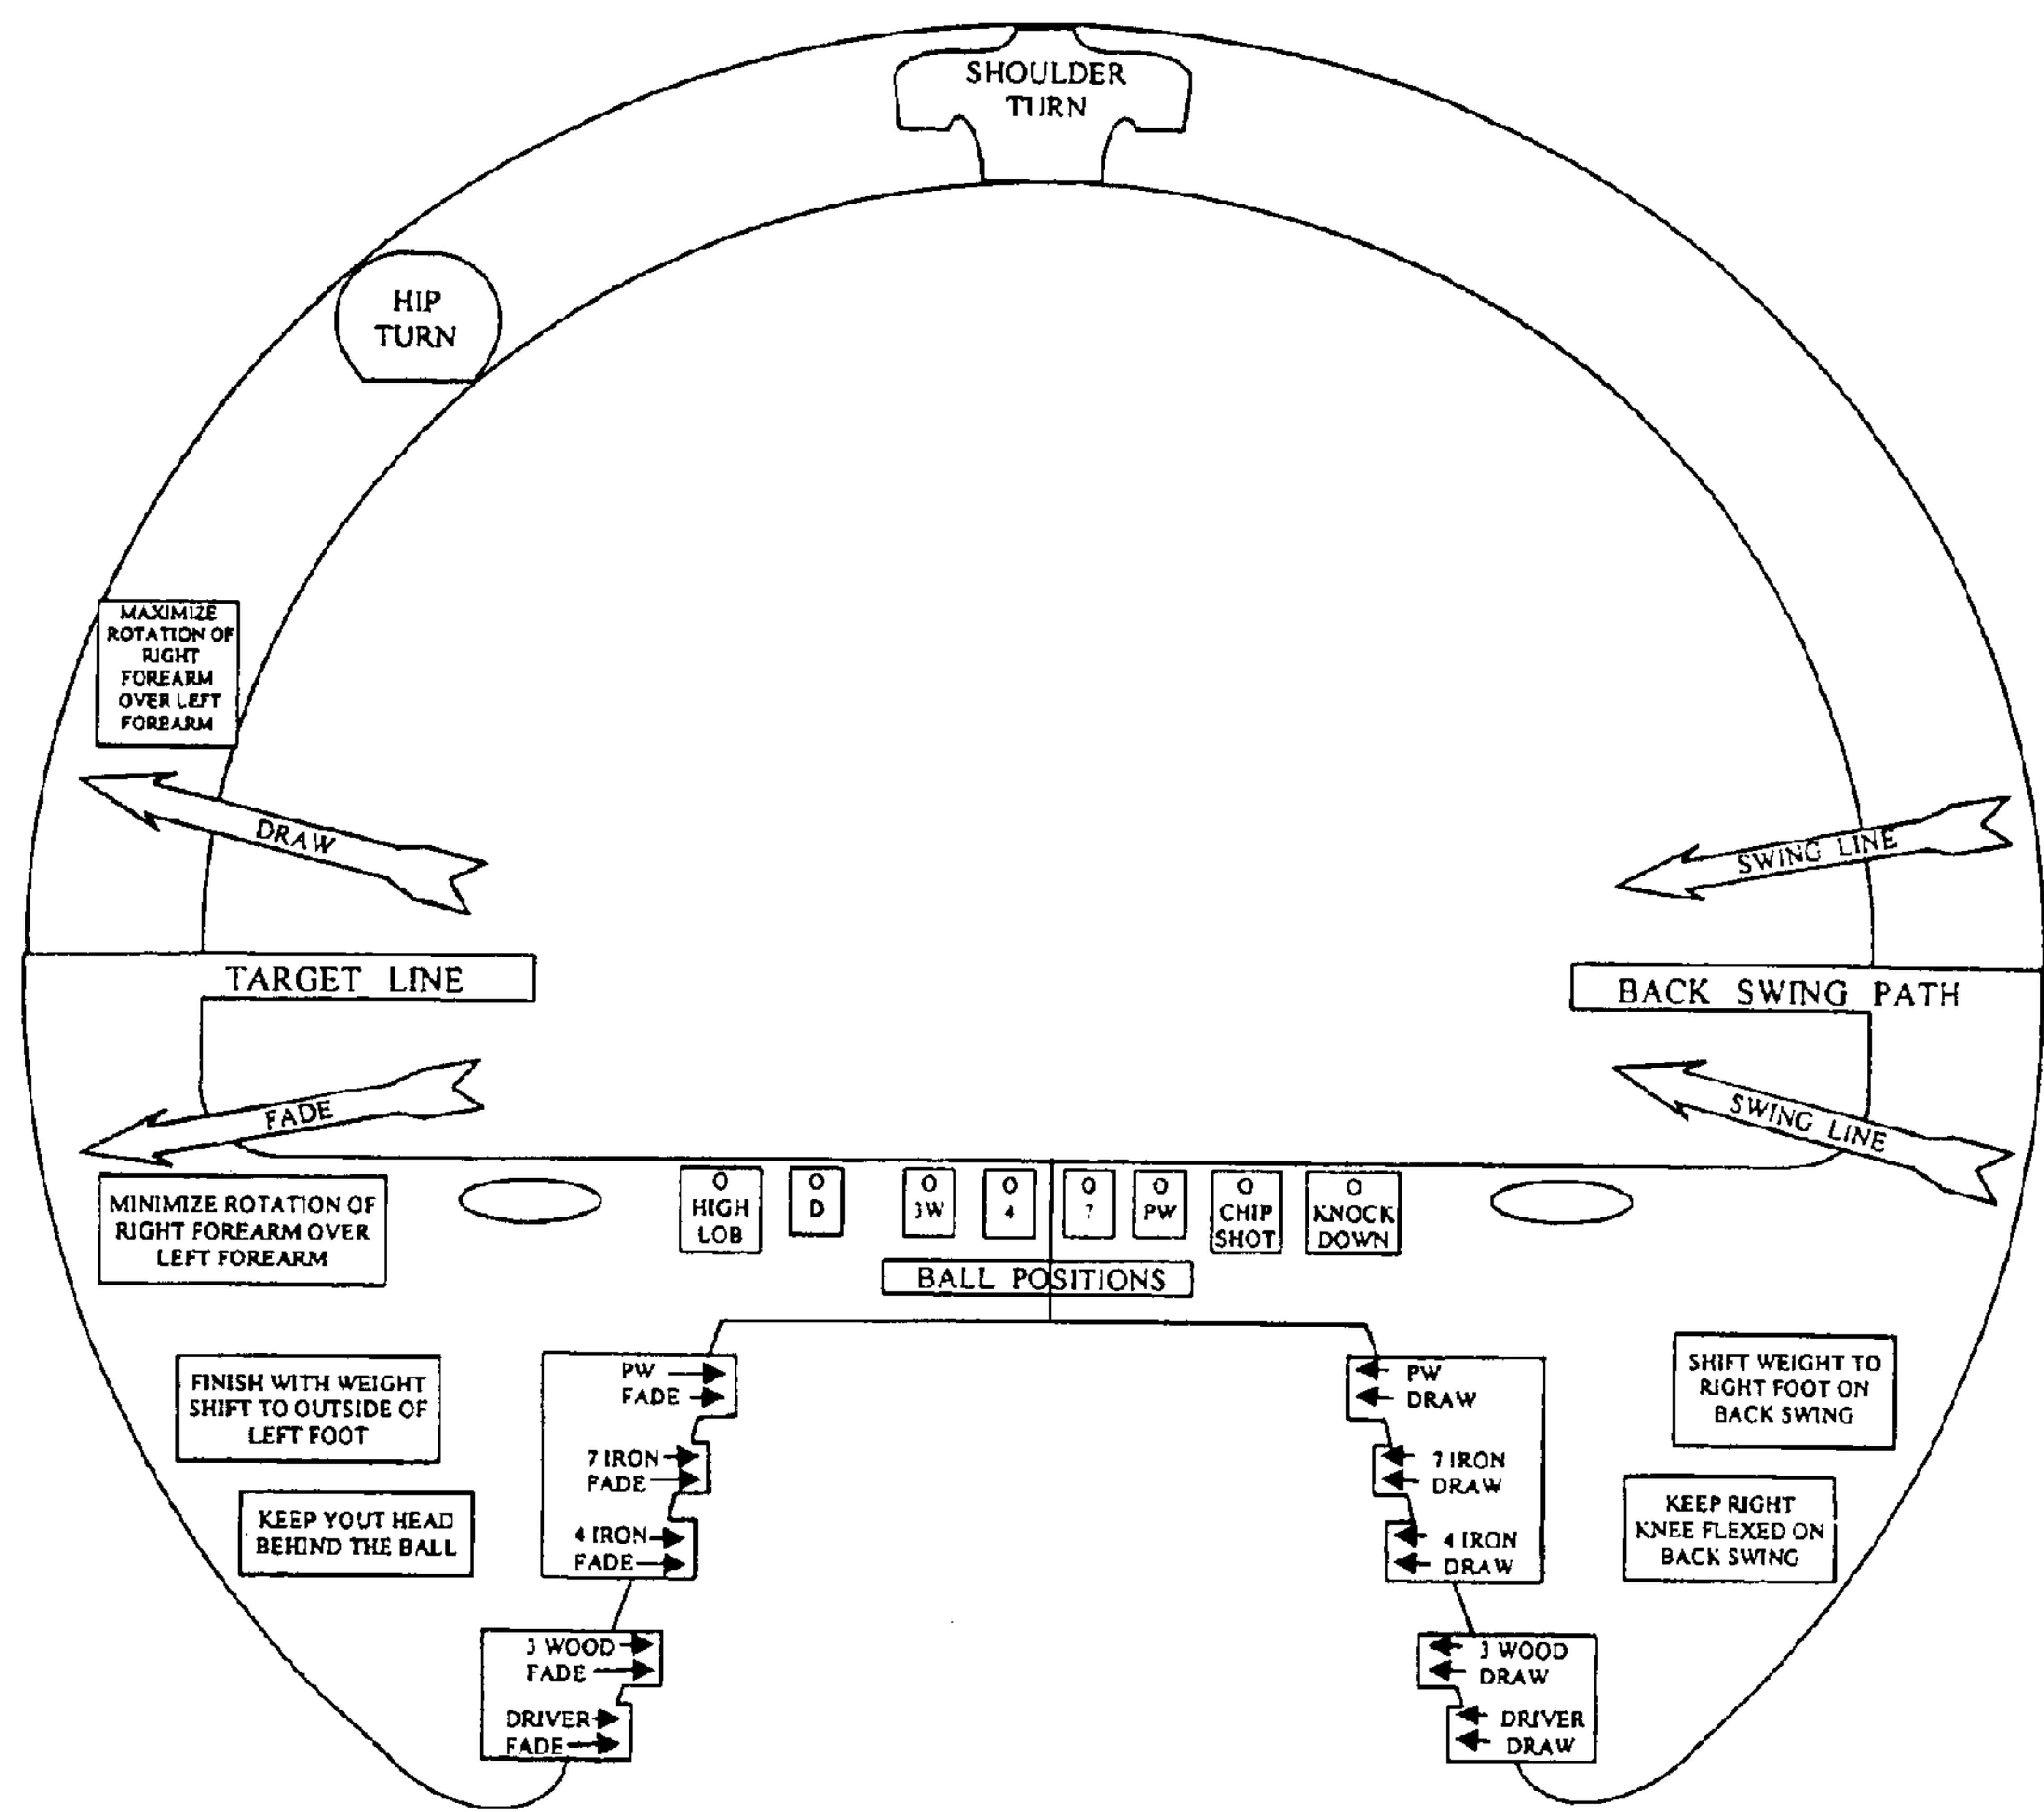 SHOULDER
TURN
HIP
TURN
MAXIMIZE
ROTATION OF
RIGHT
FOREARM
OVER LEFT
FOREARM
DRAW
SWING LINE
TARGET LINE
BACK SWING PATH
FADE
SWING LINE
MINIMIZE ROTATION OF
RIGHT FOREARM OVER
LEFT FOREARM
O
HIGH
LOB
O
D
O
3W
O
4
O
7
O
PW
O
CHIP
SHOT
O
KNOCK
DOWN
BALL POSITIONS
FINISH WITH WEIGHT
SHIFT TO OUTSIDE OF
LEFT FOOT
KEEP YOUT HEAD
BEHIND THE BALL
PW
FADE
7 IRON
FADE
4 IRON
FADE
3 WOOD
FADE
DRIVER
FADE
PW
DRAW
7 IRON
DRAW
4 IRON
DRAW
3 WOOD
DRAW
DRIVER
DRAW
SHIFT WEIGHT TO
RIGHT FOOT ON
BACK SWING
KEEP RIGHT
KNEE FLEXED ON
BACK SWING